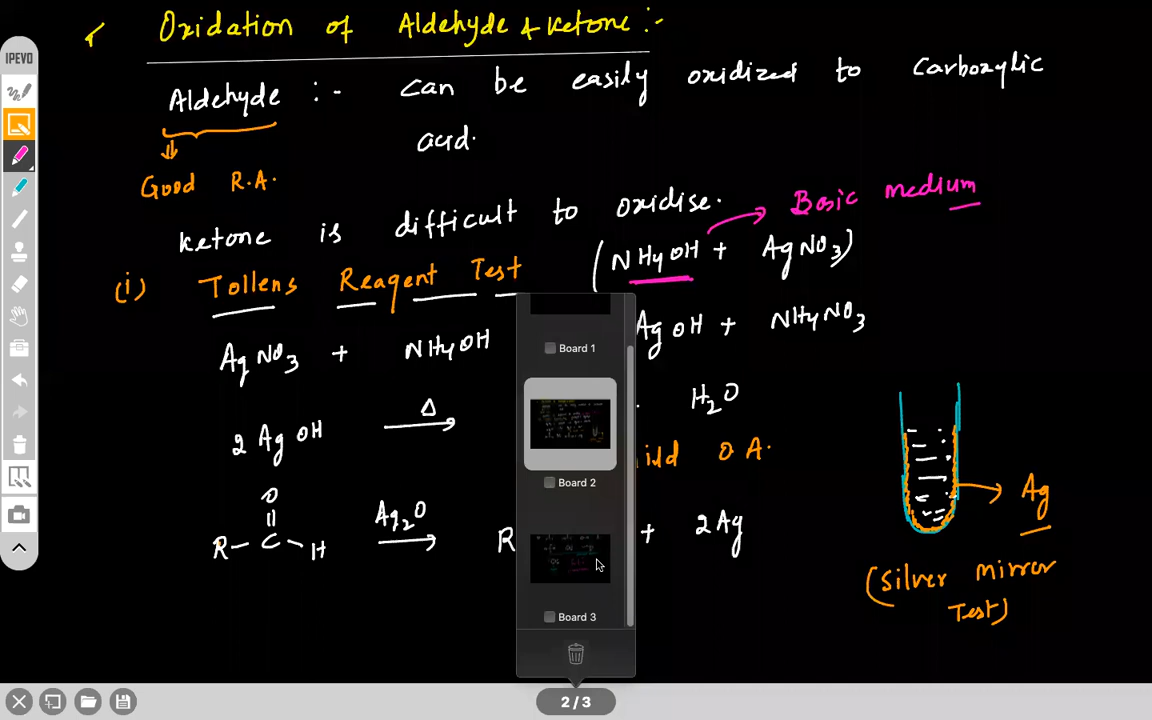 Oxidation of Aldehyde & Ketone :-
IPEVO
Aldehyde :- can be easily oxidized to Carboxylic
acid.
Good R.A.
Ketone is difficult to oxidise.
Basic medium
(i) Tollens Reagent Test (NH4OH + AgNO3)
AgNO3 + NH4OH AgOH + NH4NO3
Board 1
2 AgOH Δ H2O
O A.
Board 2
O
R-C-H Ag2O R + 2Ag
Ag
(Silver mirror
Test)
Board 3
2 / 3